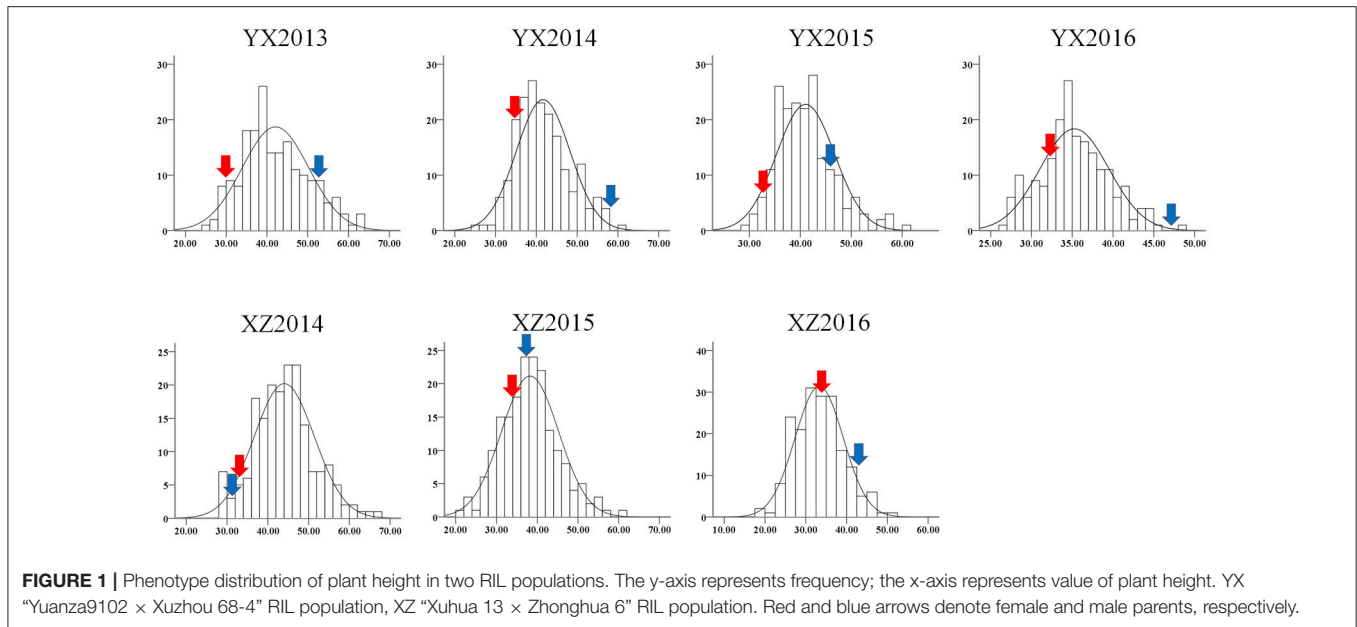 YX2013
YX2014
YX2015
YX2016
30
20
10
0
20.00 30.00 40.00 50.00 60.00 70.00
30
20
10
0
20.00 30.00 40.00 50.00 60.00 70.00
30
20
10
0
30.00 40.00 50.00 60.00
30
20
10
0
25.00 30.00 35.00 40.00 45.00 50.00
XZ2014
XZ2015
XZ2016
25
20
15
10
5
0
20.00 30.00 40.00 50.00 60.00 70.00
25
20
15
10
5
0
20.00 30.00 40.00 50.00 60.00 70.00
40
30
20
10
0
10.00 20.00 30.00 40.00 50.00 60.00
FIGURE 1 | Phenotype distribution of plant height in two RIL populations. The y-axis represents frequency; the x-axis represents value of plant height. YX
“Yuanza9102 × Xuzhou 68-4” RIL population, XZ “Xuhua 13 × Zhonghua 6” RIL population. Red and blue arrows denote female and male parents, respectively.